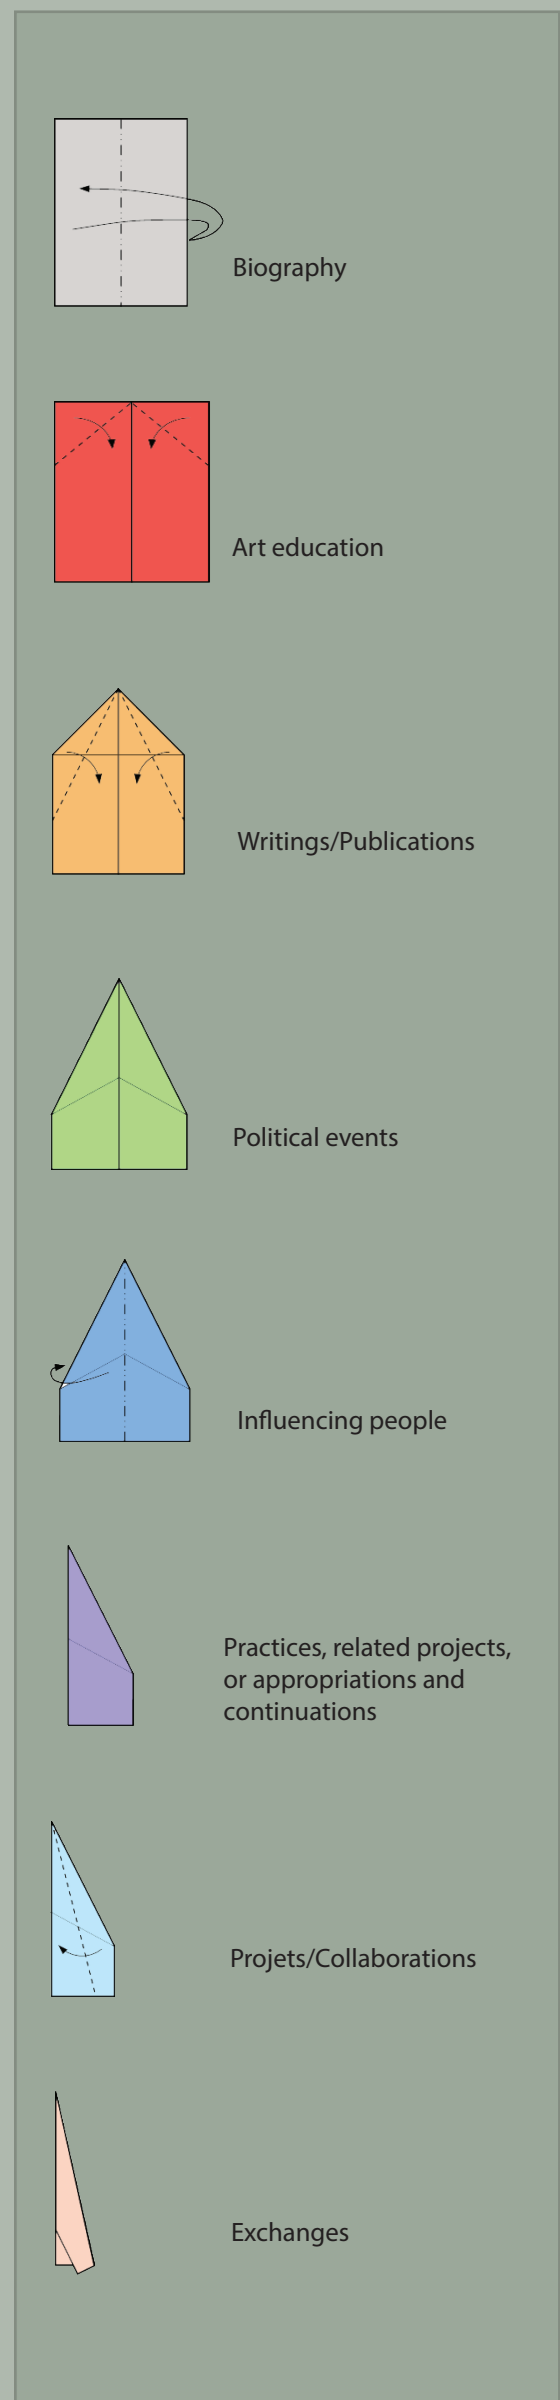 Biography
Art education
Writings/Publications
Political events
Influencing people
Practices, related projects,
or appropriations and
continuations
Projets/Collaborations
Exchanges